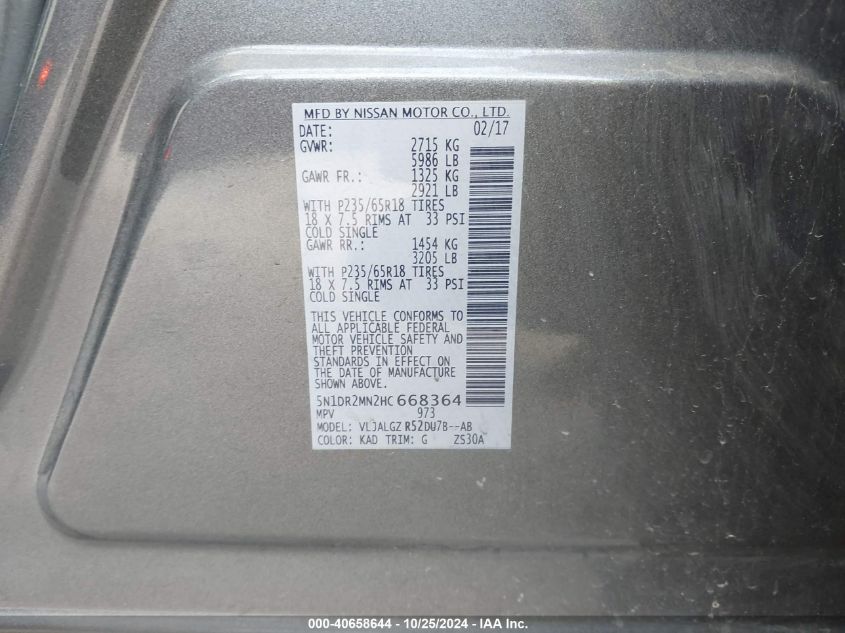 MFD BY NISSAN MOTOR CO., LTD.
DATE: 02/17
GVWR: 2715 KG
5986 LB
GAWR FR.: 1325 KG
2921 LB
WITH P235/65R18 TIRES
18 X 7.5 RIMS AT 33 PSI
COLD SINGLE
GAWR RR.: 1454 KG
3205 LB
WITH P235/65R18 TIRES
18 X 7.5 RIMS AT 33 PSI
COLD SINGLE
THIS VEHICLE CONFORMS TO
ALL APPLICABLE FEDERAL
MOTOR VEHICLE SAFETY AND
THEFT PREVENTION
STANDARDS IN EFFECT ON
THE DATE OF MANUFACTURE
SHOWN ABOVE.
5N1DR2MN2HC668364
MPV 973
MODEL: VLJALGZ R52DU7B--AB
COLOR: KAD TRIM: G ZS30A
000-40658644 - 10/25/2024 - IAA Inc.